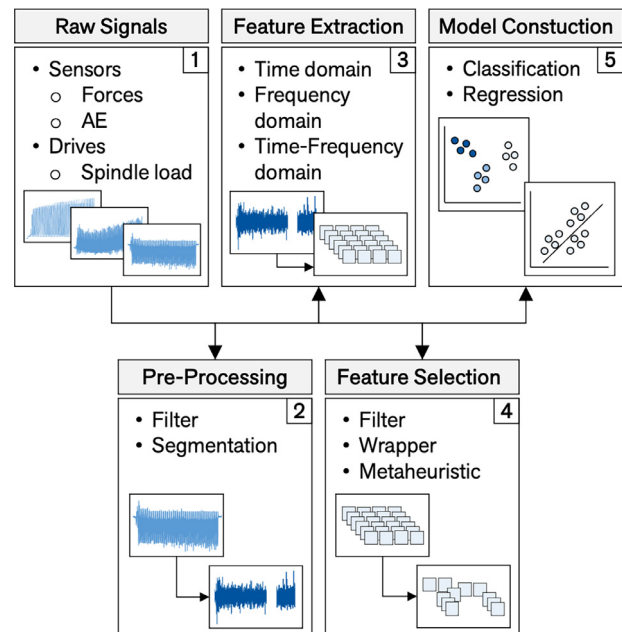 Raw Signals
1
• Sensors
o Forces
o AE
• Drives
o Spindle load
Feature Extraction
3
• Time domain
• Frequency
domain
• Time-Frequency
domain
Model Constuction
5
• Classification
• Regression
Pre-Processing
2
• Filter
• Segmentation
Feature Selection
4
• Filter
• Wrapper
• Metaheuristic